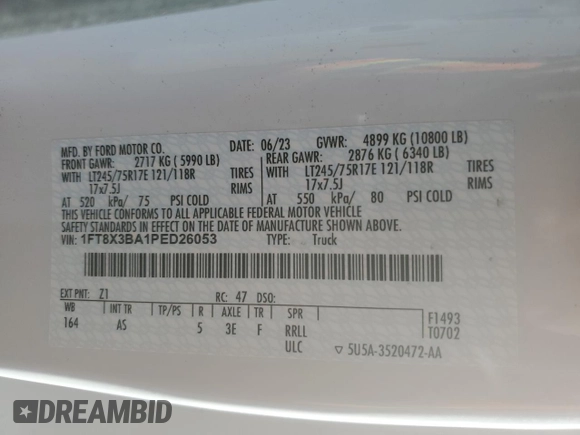 MFD. BY FORD MOTOR CO. DATE: 06/23 GVWR: 4899 KG (10800 LB)
FRONT GAWR: 2717 KG ( 5990 LB) REAR GAWR: 2876 KG ( 6340 LB)
WITH LT245/75R17E 121/118R TIRES WITH LT245/75R17E 121/118R TIRES
17x7.5J RIMS 17x7.5J RIMS
AT 520 kPa/ 75 PSI COLD AT 550 kPa/ 80 PSI COLD
THIS VEHICLE CONFORMS TO ALL APPLICABLE FEDERAL MOTOR VEHICLE
SAFETY STANDARDS IN EFFECT ON THE DATE OF MANUFACTURE SHOWN ABOVE.
VIN: 1FT8X3BA1PED26053 TYPE: Truck
EXT PNT: Z1 RC: 47 DSO:
WB INT TR TP/PS R AXLE TR SPR F1493
164 AS 5 3E F RRLL T0702
ULC ▽ 5U5A-3520472-AA
DREAMBID